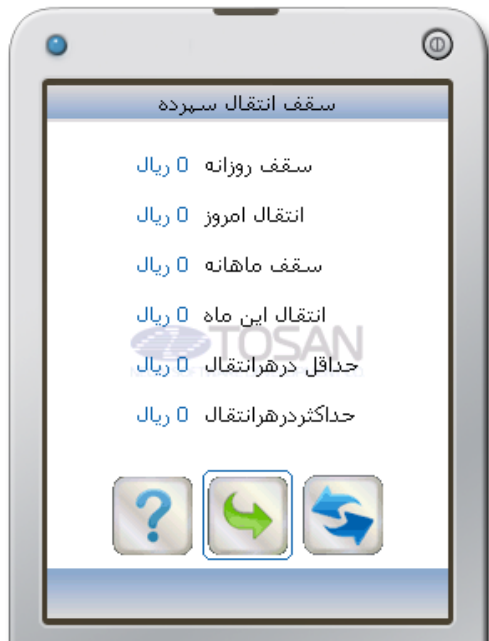 سقف انتقال سپرده
سقف روزانه 0 ریال
انتقال امروز 0 ریال
سقف ماهانه 0 ریال
انتقال این ماه 0 ریال
TOSAN
حداقل درهرانتقال 0 ریال
حداکثردرهرانتقال 0 ریال
?